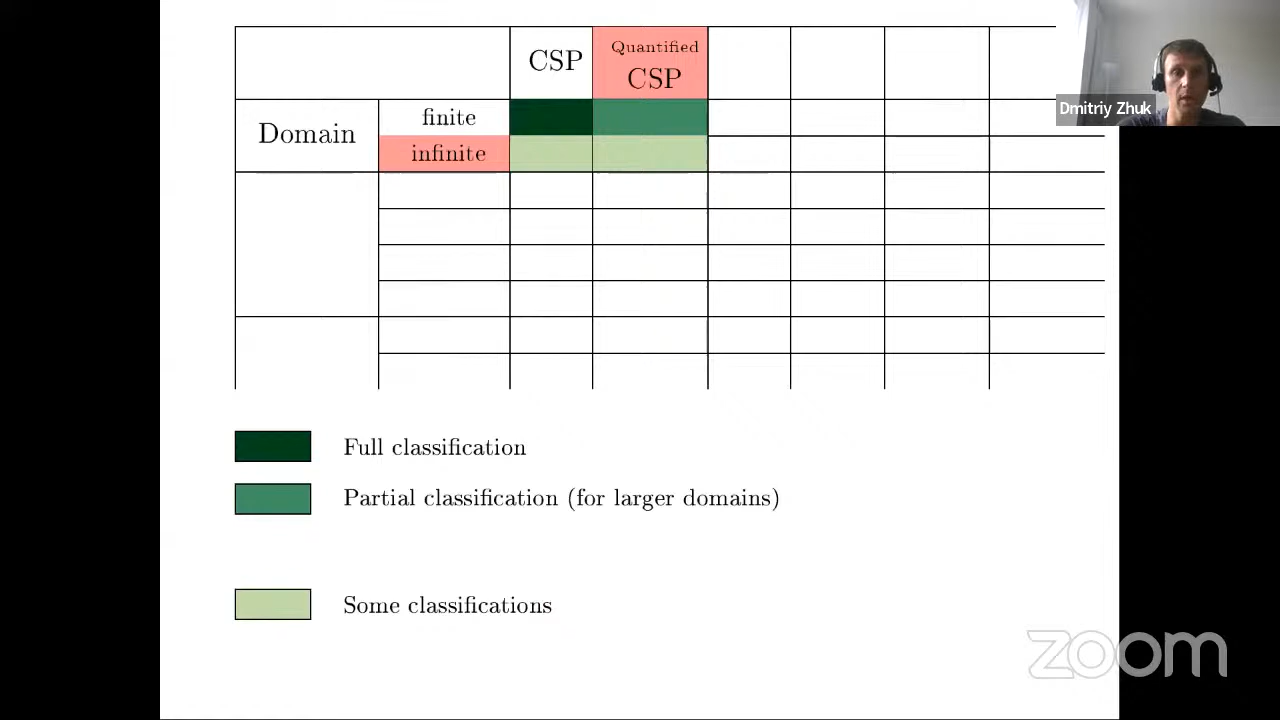 CSP
Quantified
CSP
Dmitriy Zhuk
Domain
finite
infinite
Full classification
Partial classification (for larger domains)
Some classifications
zoom